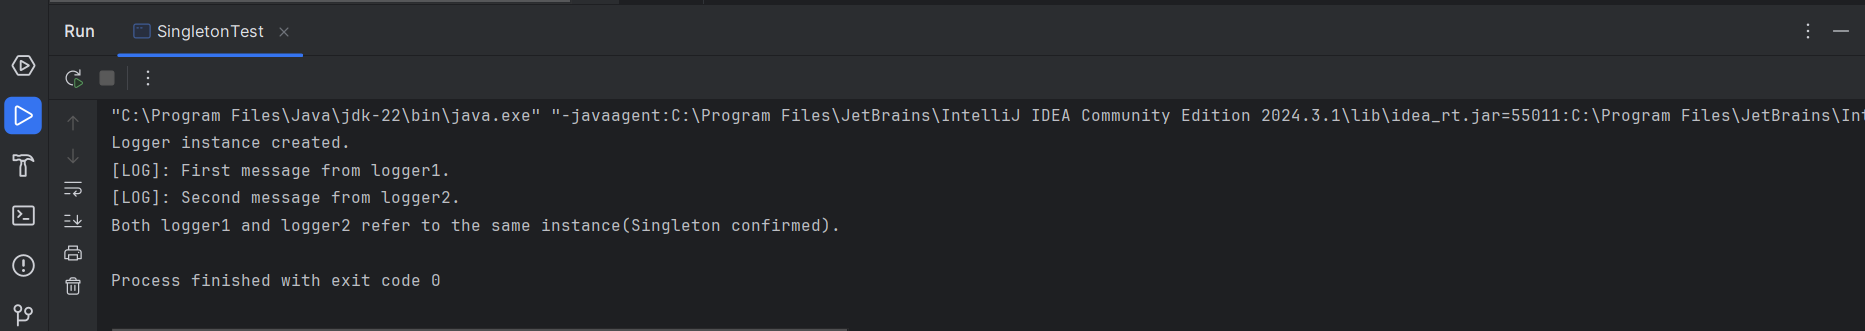 Run SingletonTest
"C:\Program Files\Java\jdk-22\bin\java.exe" "-javaagent:C:\Program Files\JetBrains\IntelliJ IDEA Community Edition 2024.3.1\lib\idea_rt.jar=55011:C:\Program Files\JetBrains\Int
Logger instance created.
[LOG]: First message from logger1.
[LOG]: Second message from logger2.
Both logger1 and logger2 refer to the same instance(Singleton confirmed).
Process finished with exit code 0